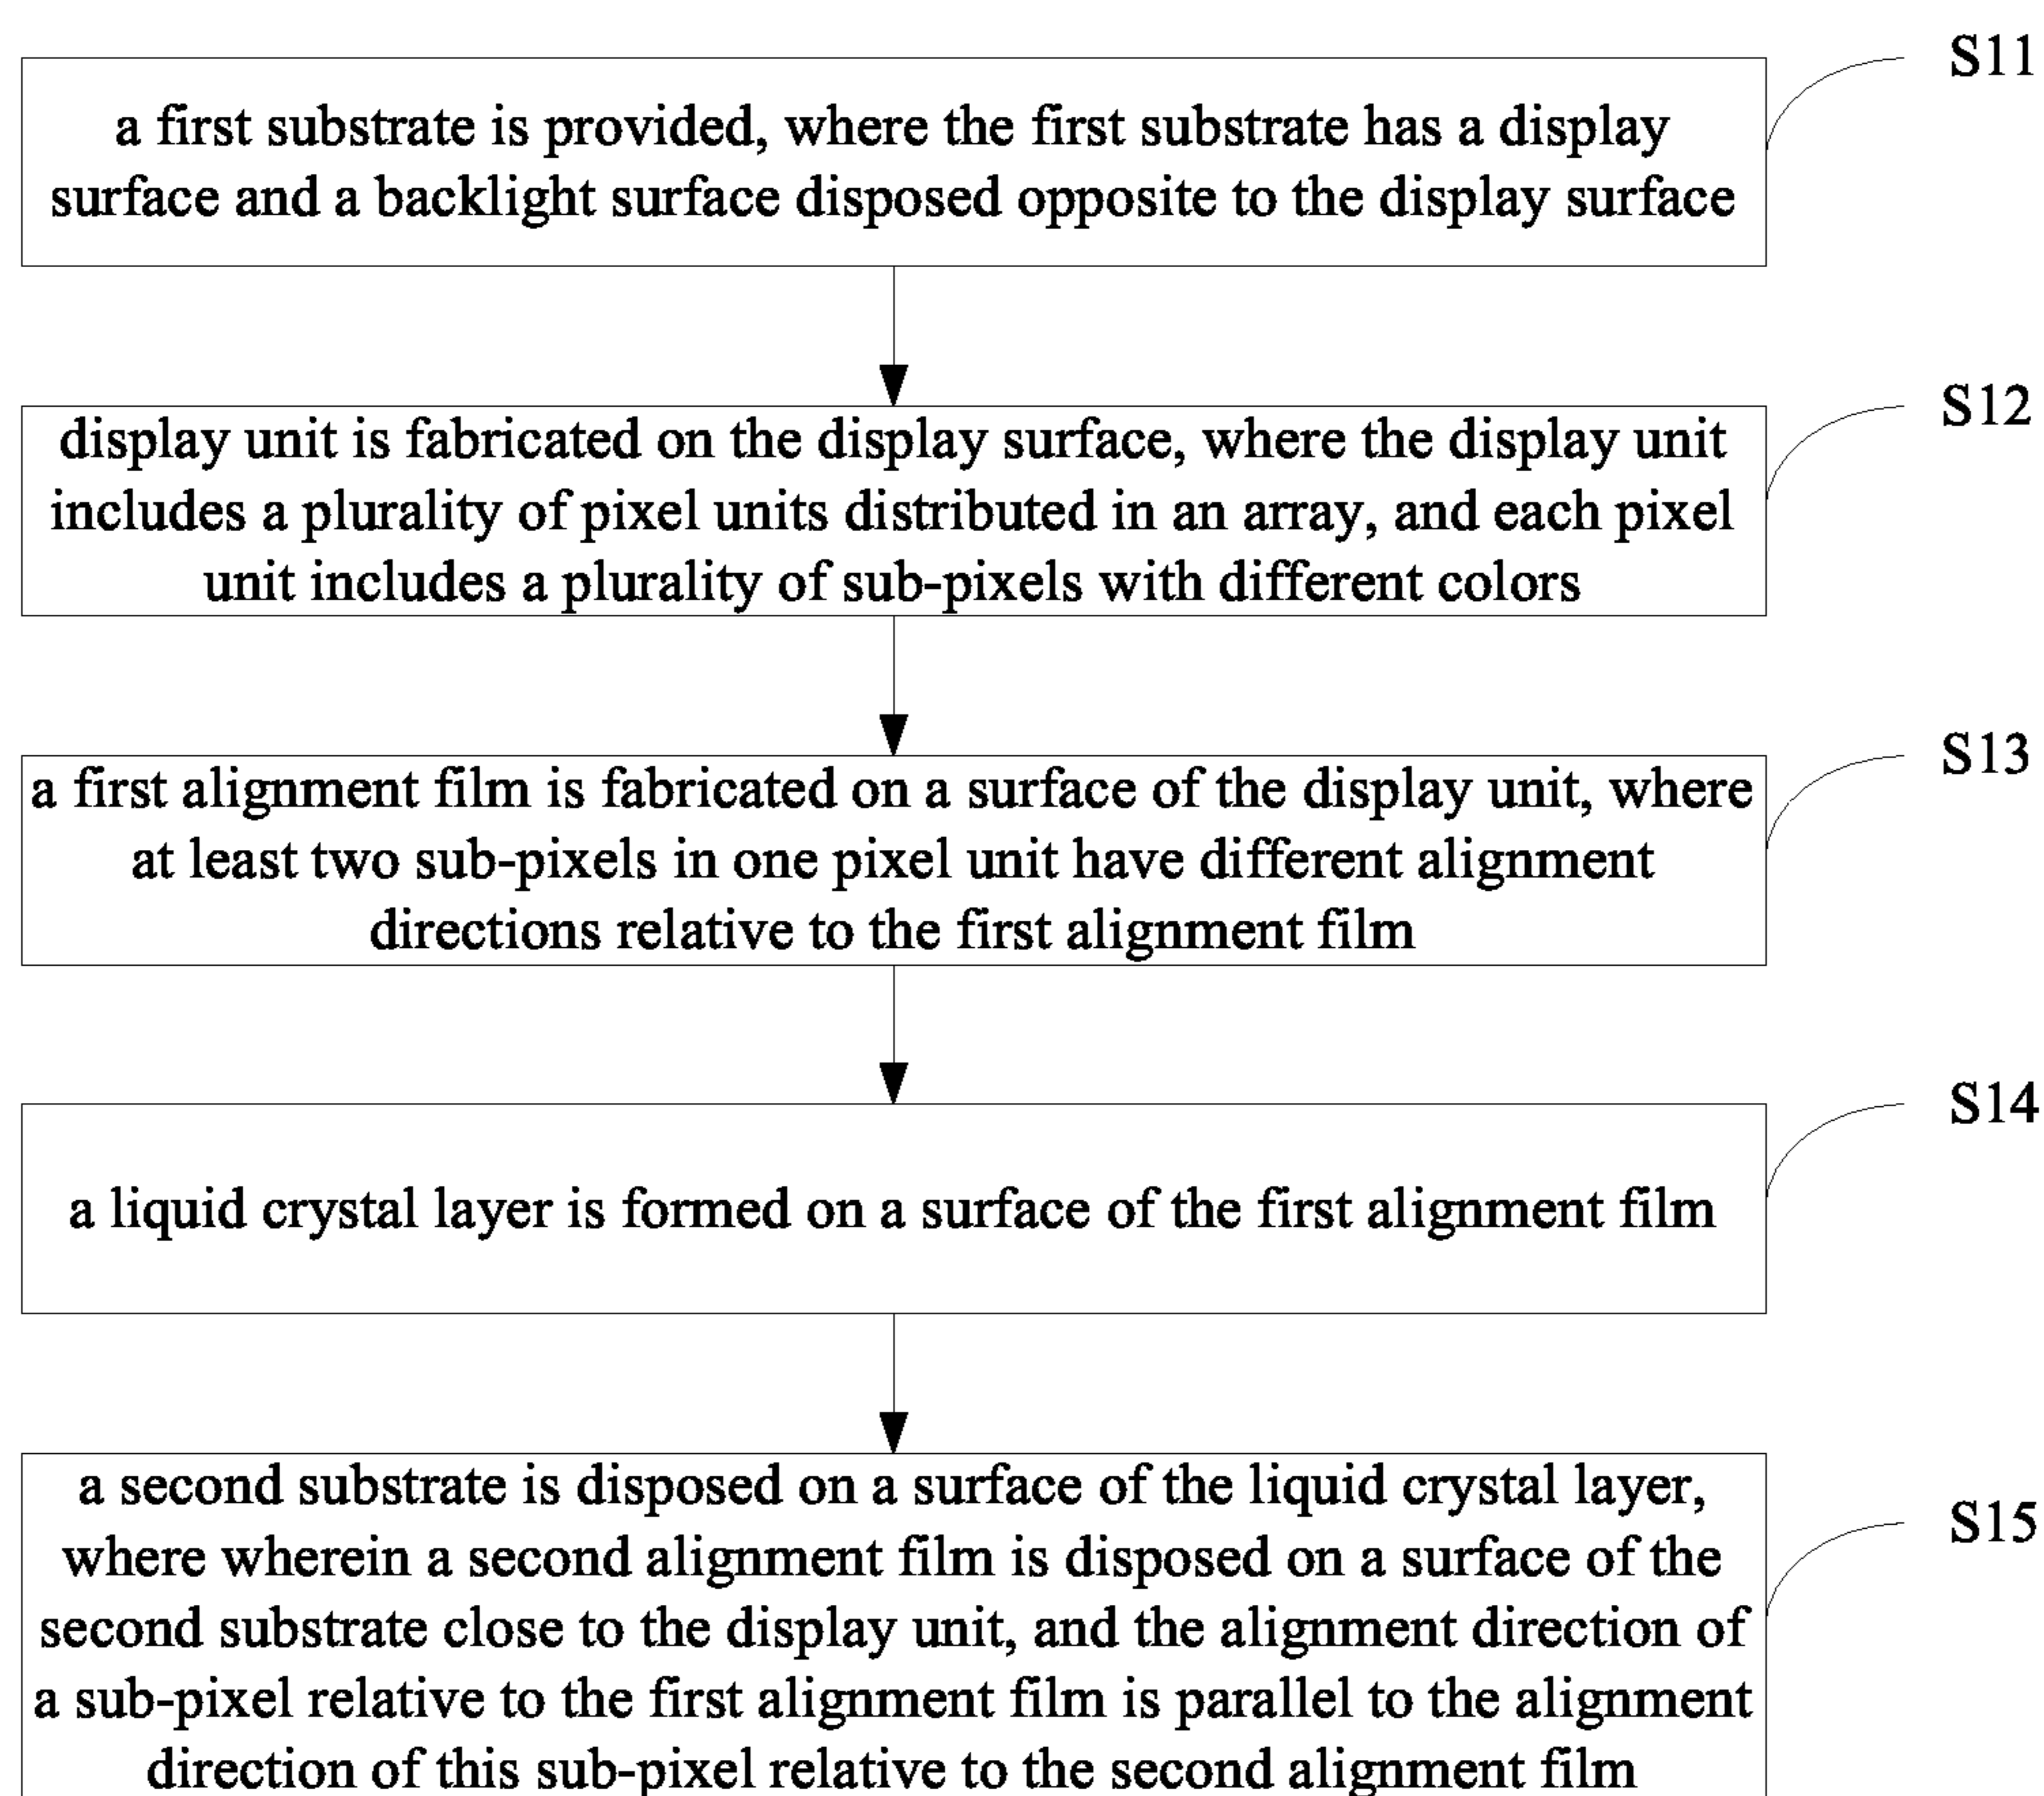 S11
a first substrate is provided, where the first substrate has a display
surface and a backlight surface disposed opposite to the display surface
S12
display unit is fabricated on the display surface, where the display unit
includes a plurality of pixel units distributed in an array, and each pixel
unit includes a plurality of sub-pixels with different colors
S13
a first alignment film is fabricated on a surface of the display unit, where
at least two sub-pixels in one pixel unit have different alignment
directions relative to the first alignment film
S14
a liquid crystal layer is formed on a surface of the first alignment film
S15
a second substrate is disposed on a surface of the liquid crystal layer,
where wherein a second alignment film is disposed on a surface of the
second substrate close to the display unit, and the alignment direction of
a sub-pixel relative to the first alignment film is parallel to the alignment
direction of this sub-pixel relative to the second alignment film